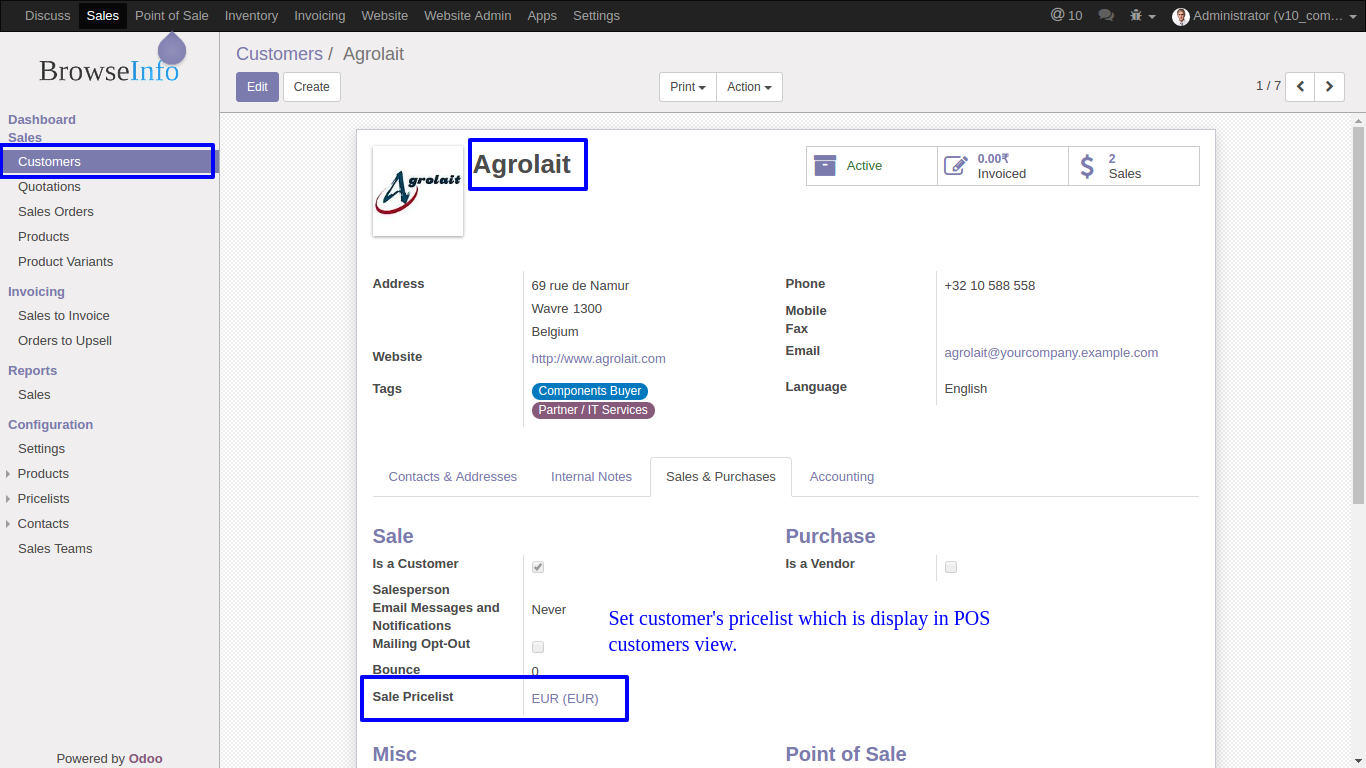 Discuss Sales Point of Sale Inventory Invoicing Website Website Admin Apps Settings @ 10 Administrator (v10_com...
BrowseInfo
Customers / Agrolait
Edit Create Print Action 1 / 7
Dashboard
Sales
Customers
Quotations
Sales Orders
Products
Product Variants
Invoicing
Sales to Invoice
Orders to Upsell
Reports
Sales
Configuration
Settings
Products
Pricelists
Contacts
Sales Teams
Powered by Odoo
Agrolait
Agrolait
Active
0.00₹
Invoiced
2
Sales
Address 69 rue de Namur
Wavre 1300
Belgium
Website http://www.agrolait.com
Tags Components Buyer
Partner / IT Services
Phone +32 10 588 558
Mobile
Fax
Email agrolait@yourcompany.example.com
Language English
Contacts & Addresses Internal Notes Sales & Purchases Accounting
Sale
Is a Customer
Salesperson
Email Messages and
Notifications Never
Mailing Opt-Out
Bounce 0
Sale Pricelist EUR (EUR)
Purchase
Is a Vendor
Set customer's pricelist which is display in POS
customers view.
Misc Point of Sale